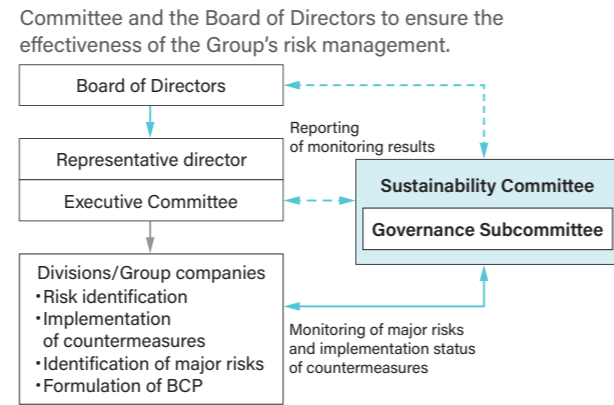 Committee and the Board of Directors to ensure the
effectiveness of the Group’s risk management.
Board of Directors
Reporting
of monitoring results
Representative director
Executive Committee
Sustainability Committee
Governance Subcommittee
Divisions/Group companies
・Risk identification
・Implementation
of countermeasures
・Identification of major risks
・Formulation of BCP
Monitoring of major risks
and implementation status
of countermeasures